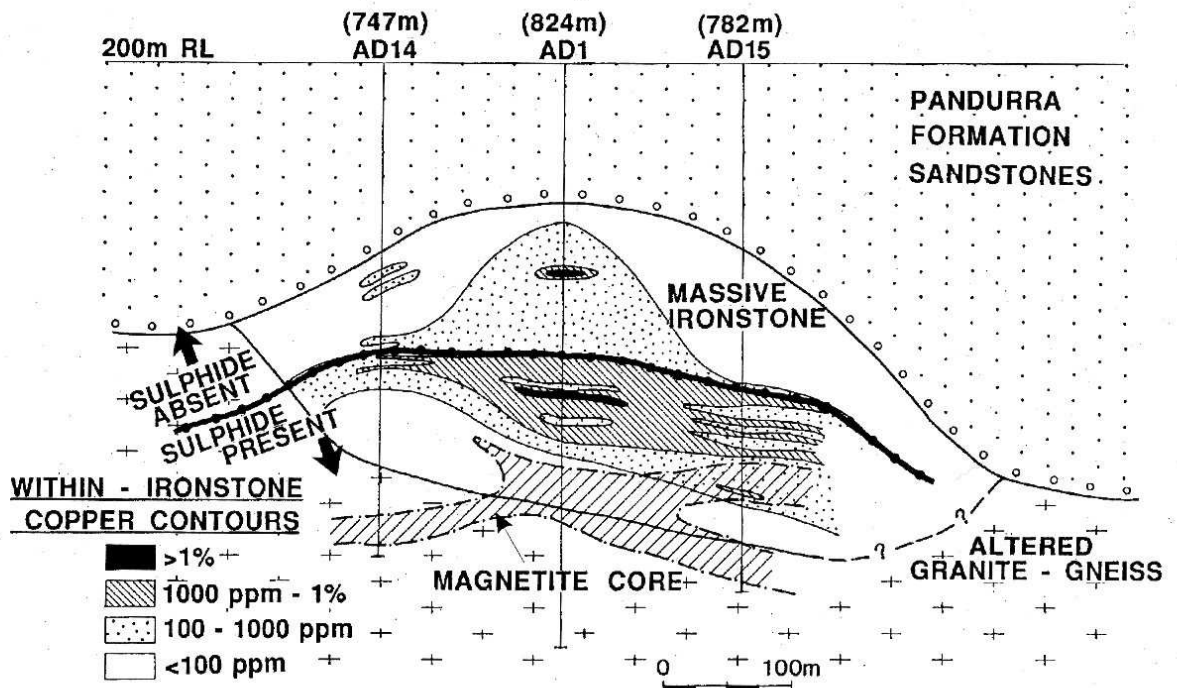 (747m)
(824m)
(782m)
200m RL
AD14
AD1
AD15
PANDURRA
FORMATION
SANDSTONES
MASSIVE
IRONSTONE
SULPHIDE
ABSENT
SULPHIDE
PRESENT
WITHIN - IRONSTONE
COPPER CONTOURS
>1%
1000 ppm - 1%
100 - 1000 ppm
<100 ppm
MAGNETITE CORE
?
?
ALTERED
GRANITE - GNEISS
0
100m